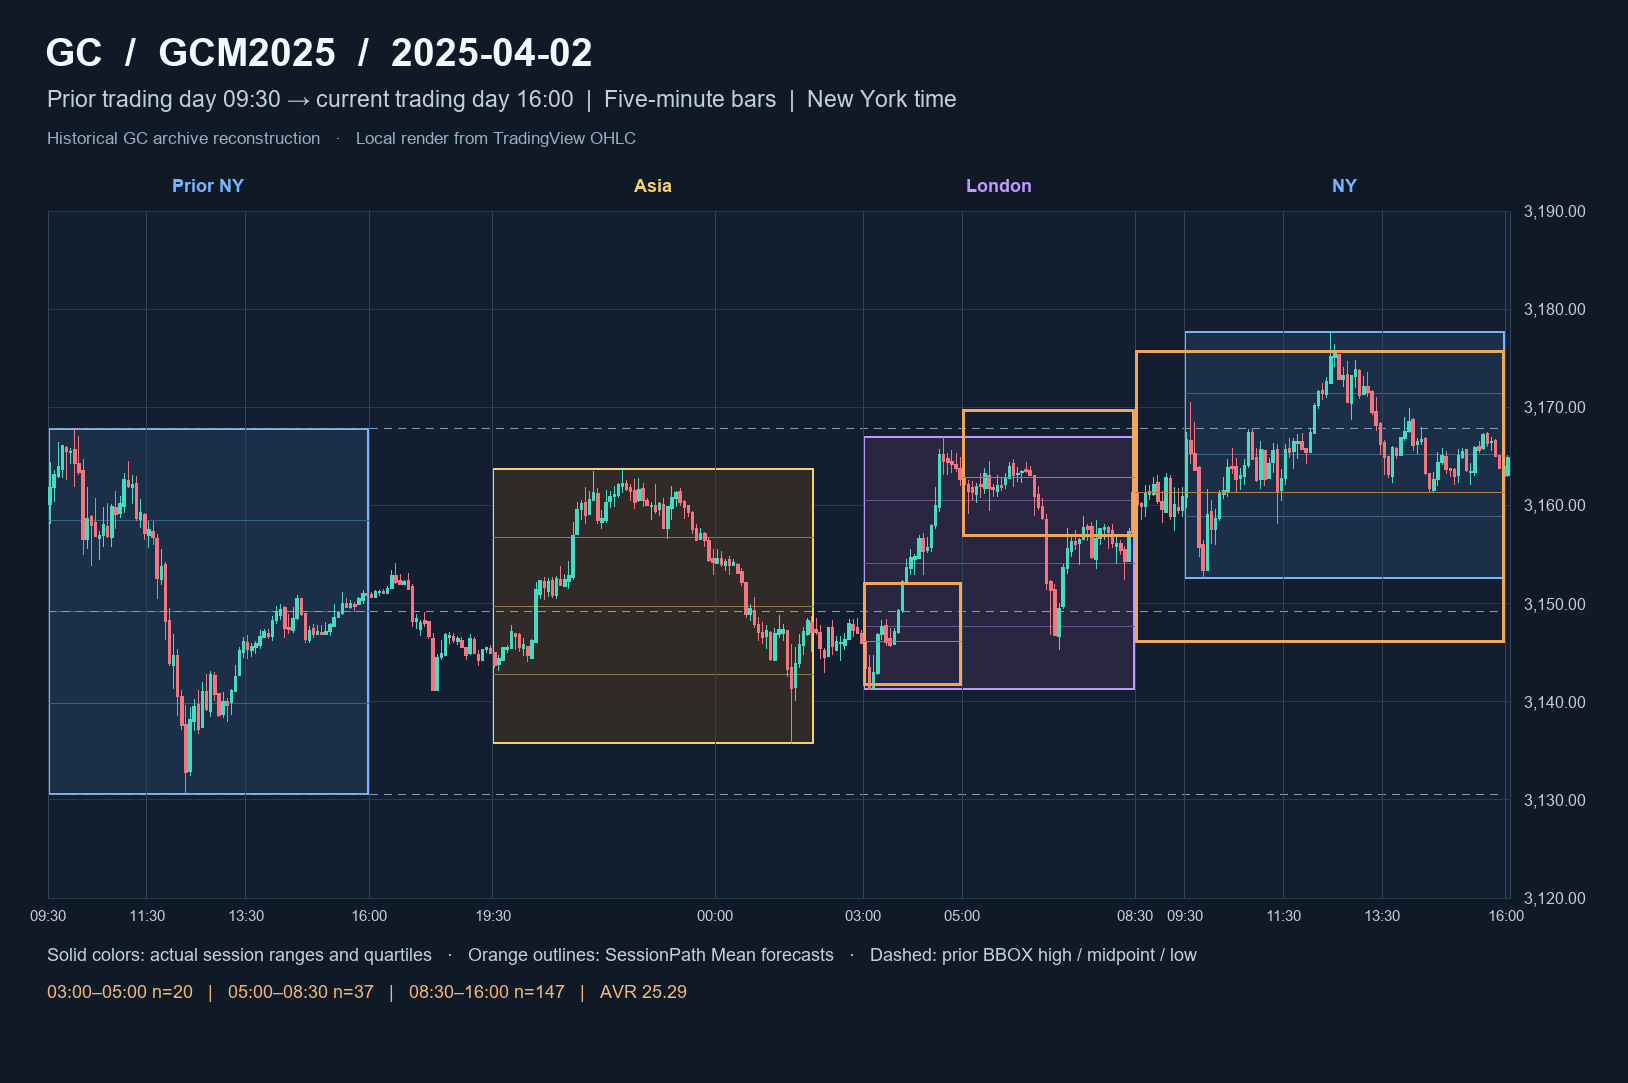 GC / GCM2025 / 2025-04-02
Prior trading day 09:30 → current trading day 16:00 | Five-minute bars | New York time
Historical GC archive reconstruction · Local render from TradingView OHLC
Prior NY Asia London NY
3,190.00
3,180.00
3,170.00
3,160.00
3,150.00
3,140.00
3,130.00
3,120.00
09:30 11:30 13:30 16:00 19:30 00:00 03:00 05:00 08:30 09:30 11:30 13:30 16:00
Solid colors: actual session ranges and quartiles · Orange outlines: SessionPath Mean forecasts · Dashed: prior BBOX high / midpoint / low
03:00–05:00 n=20 | 05:00–08:30 n=37 | 08:30–16:00 n=147 | AVR 25.29